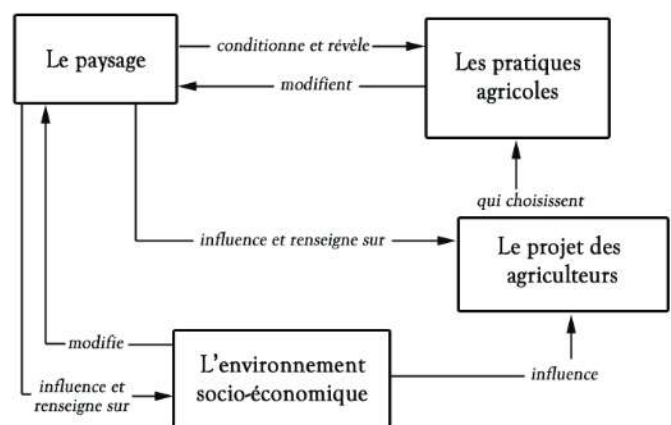 Le paysage
conditionne et révèle
modifient
Les pratiques
agricoles
qui choisissent
influence et renseigne sur
Le projet des
agriculteurs
modifie
influence et
renseigne sur
L'environnement
socio-économique
influence